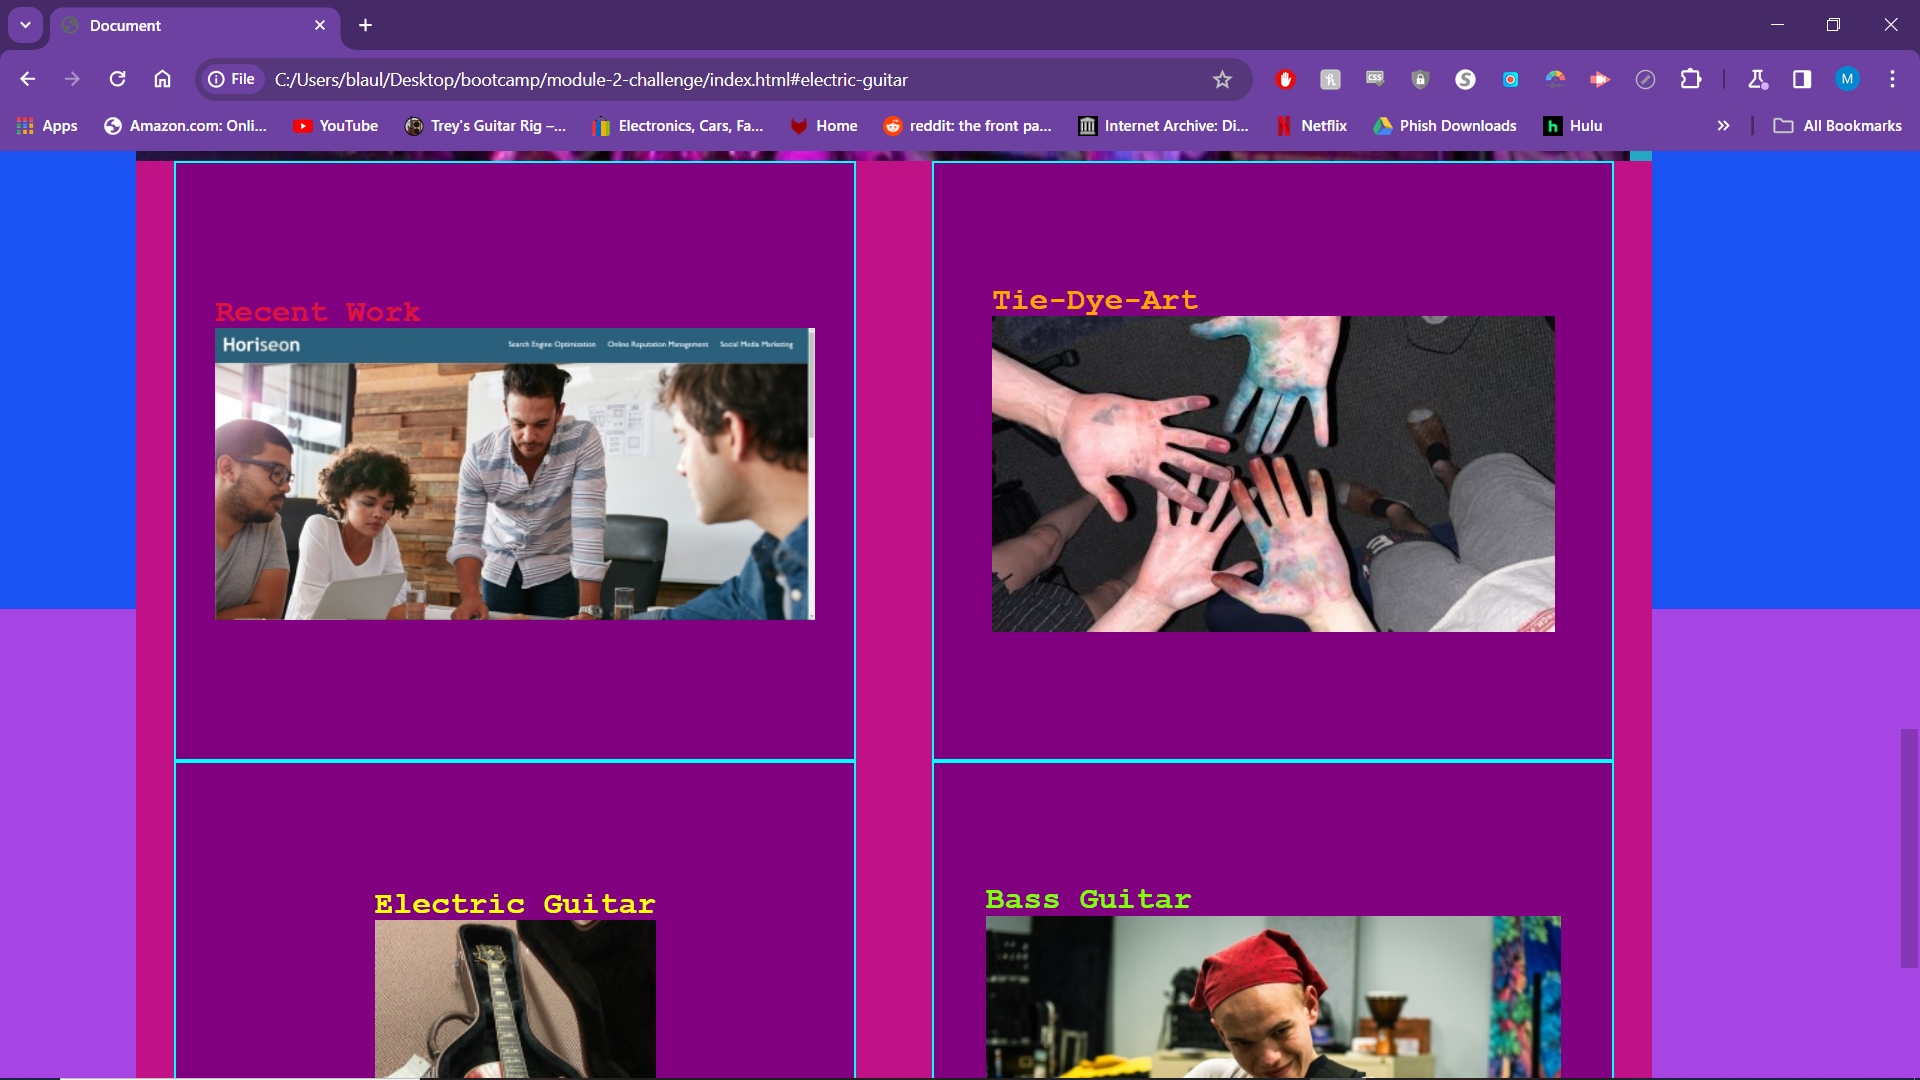 Document
File
C:/Users/blaul/Desktop/bootcamp/module-2-challenge/index.html#electric-guitar
M
Apps
Amazon.com: Onli...
YouTube
Trey's Guitar Rig –...
Electronics, Cars, Fa...
Home
reddit: the front pa...
Internet Archive: Di...
Netflix
Phish Downloads
h
Hulu
»
All Bookmarks
Recent Work
Horiseon
Search Engine Optimization
Online Reputation Management
Social Media Marketing
Tie-Dye-Art
Electric Guitar
Bass Guitar